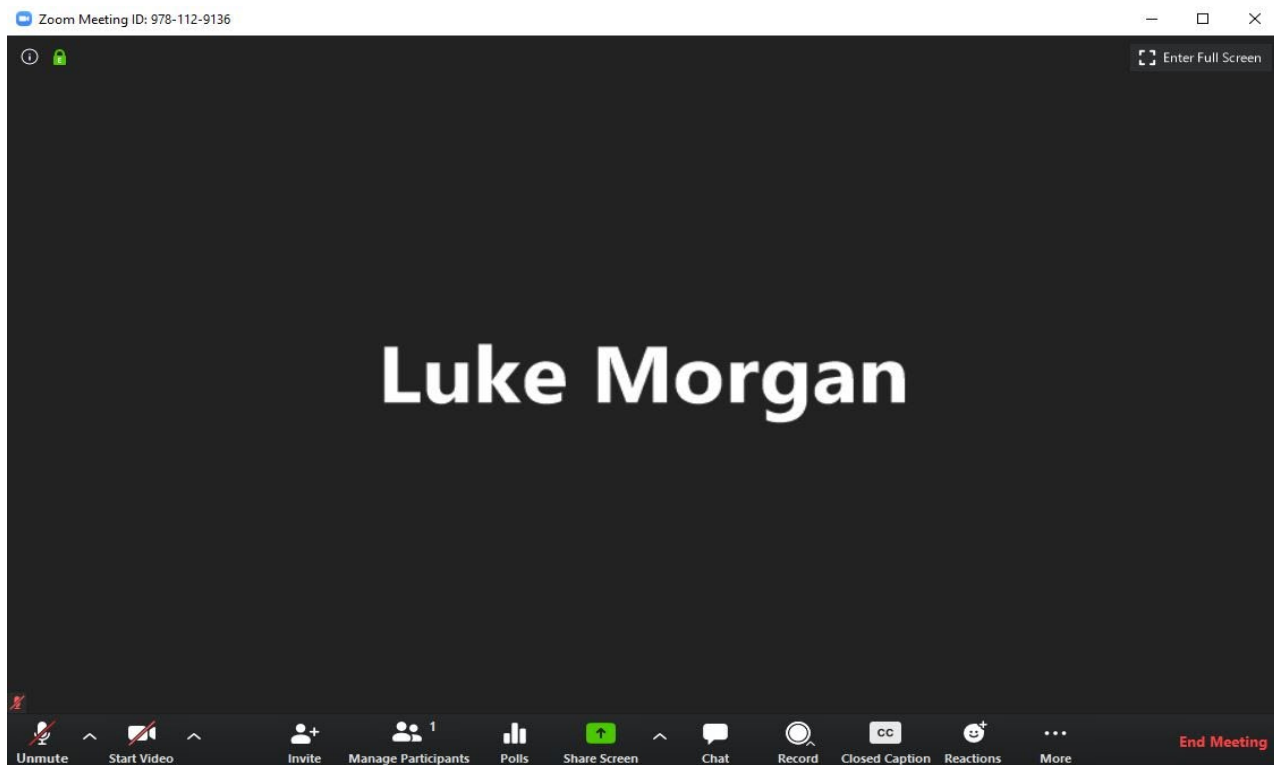 Zoom Meeting ID: 978-112-9136
Enter Full Screen
Luke Morgan
1
Unmute Start Video Invite Manage Participants Polls Share Screen Chat Record CC Closed Caption Reactions More End Meeting